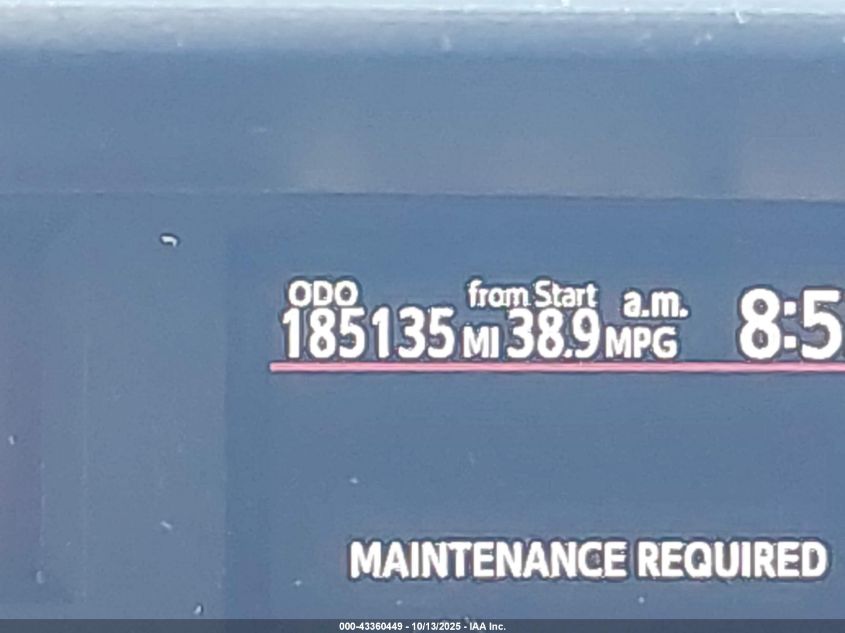 ODO from Start a.m. 8:5
185135 MI 38.9 MPG
MAINTENANCE REQUIRED
000-43360449 - 10/13/2025 - IAA Inc.